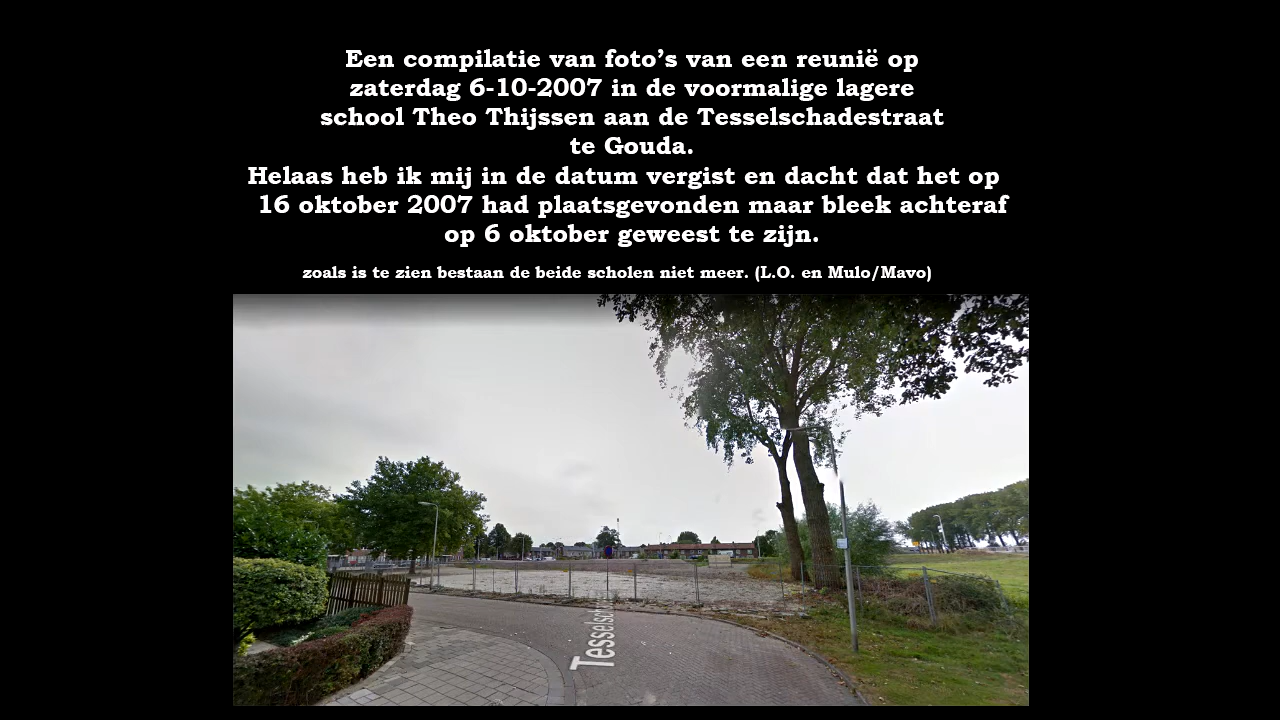 Een compilatie van foto’s van een reunië op
zaterdag 6-10-2007 in de voormalige lagere
school Theo Thijssen aan de Tesselschadestraat
te Gouda.
Helaas heb ik mij in de datum vergist en dacht dat het op
16 oktober 2007 had plaatsgevonden maar bleek achteraf
op 6 oktober geweest te zijn.
zoals is te zien bestaan de beide scholen niet meer. (L.O. en Mulo/Mavo)